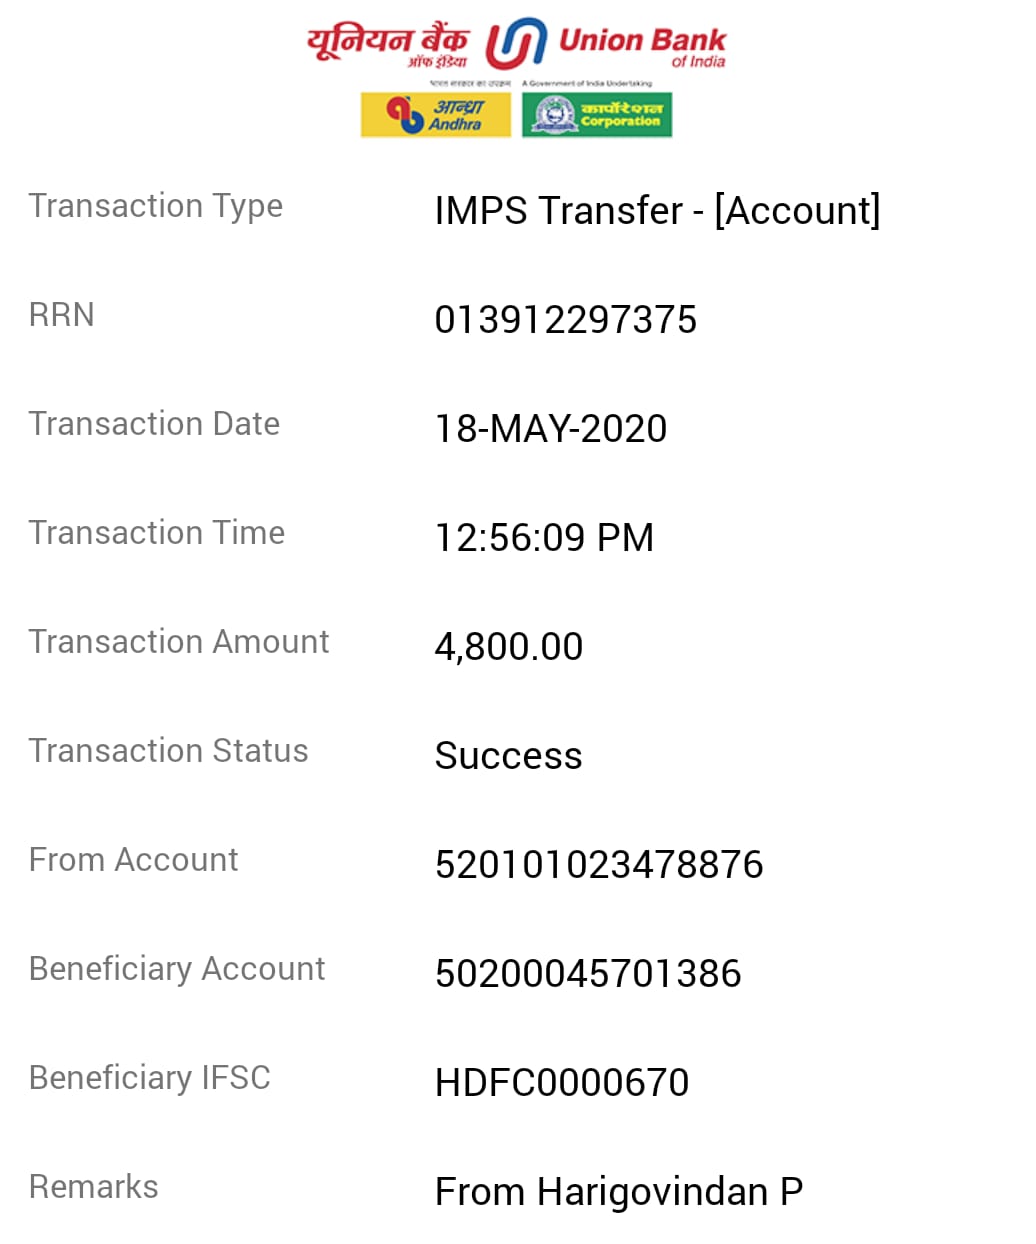 यूनियन बैंक Union Bank
ऑफ इंडिया of India
भारत सरकार का उपक्रम A Government of India Undertaking
आन्ध्रा कार्पोरेशन
Andhra Corporation
Transaction Type IMPS Transfer - [Account]
RRN 013912297375
Transaction Date 18-MAY-2020
Transaction Time 12:56:09 PM
Transaction Amount 4,800.00
Transaction Status Success
From Account 520101023478876
Beneficiary Account 50200045701386
Beneficiary IFSC HDFC0000670
Remarks From Harigovindan P